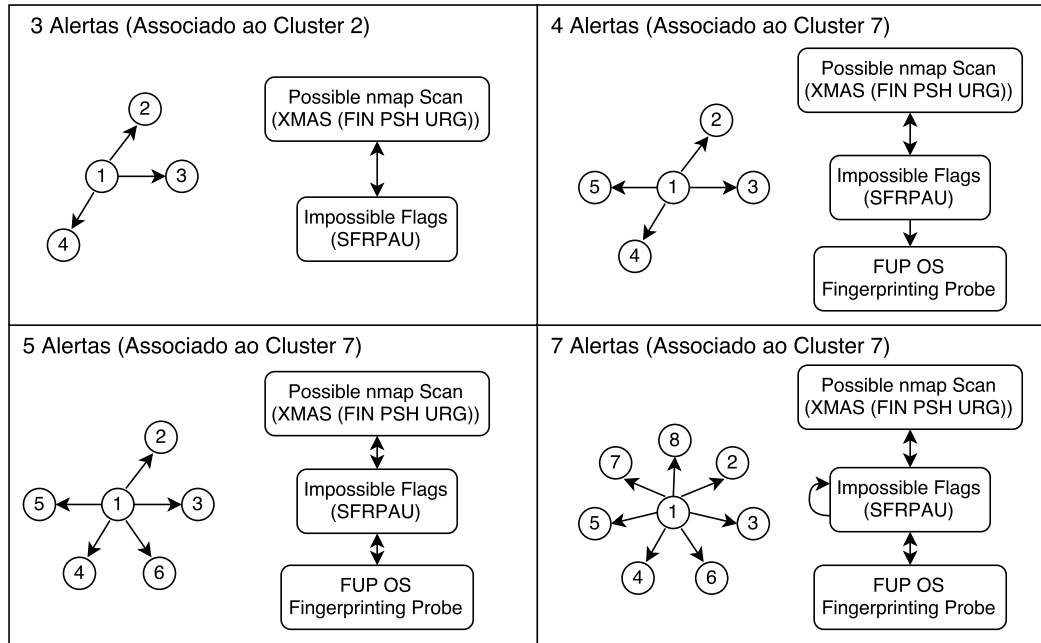 3 Alertas (Associado ao Cluster 2)
2
1
3
4
Possible nmap Scan
(XMAS (FIN PSH URG))
Impossible Flags
(SFRPAU)
4 Alertas (Associado ao Cluster 7)
2
5
1
3
4
Possible nmap Scan
(XMAS (FIN PSH URG))
Impossible Flags
(SFRPAU)
FUP OS
Fingerprinting Probe
5 Alertas (Associado ao Cluster 7)
2
5
1
3
4
6
Possible nmap Scan
(XMAS (FIN PSH URG))
Impossible Flags
(SFRPAU)
FUP OS
Fingerprinting Probe
7 Alertas (Associado ao Cluster 7)
8
7
2
1
5
3
4
6
Possible nmap Scan
(XMAS (FIN PSH URG))
Impossible Flags
(SFRPAU)
FUP OS
Fingerprinting Probe